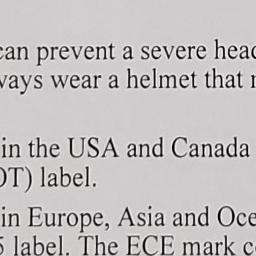 can prevent a severe head
ways wear a helmet that
in the USA and Canada
OT) label.
in Europe, Asia and Oce
5 label. The ECE mark c